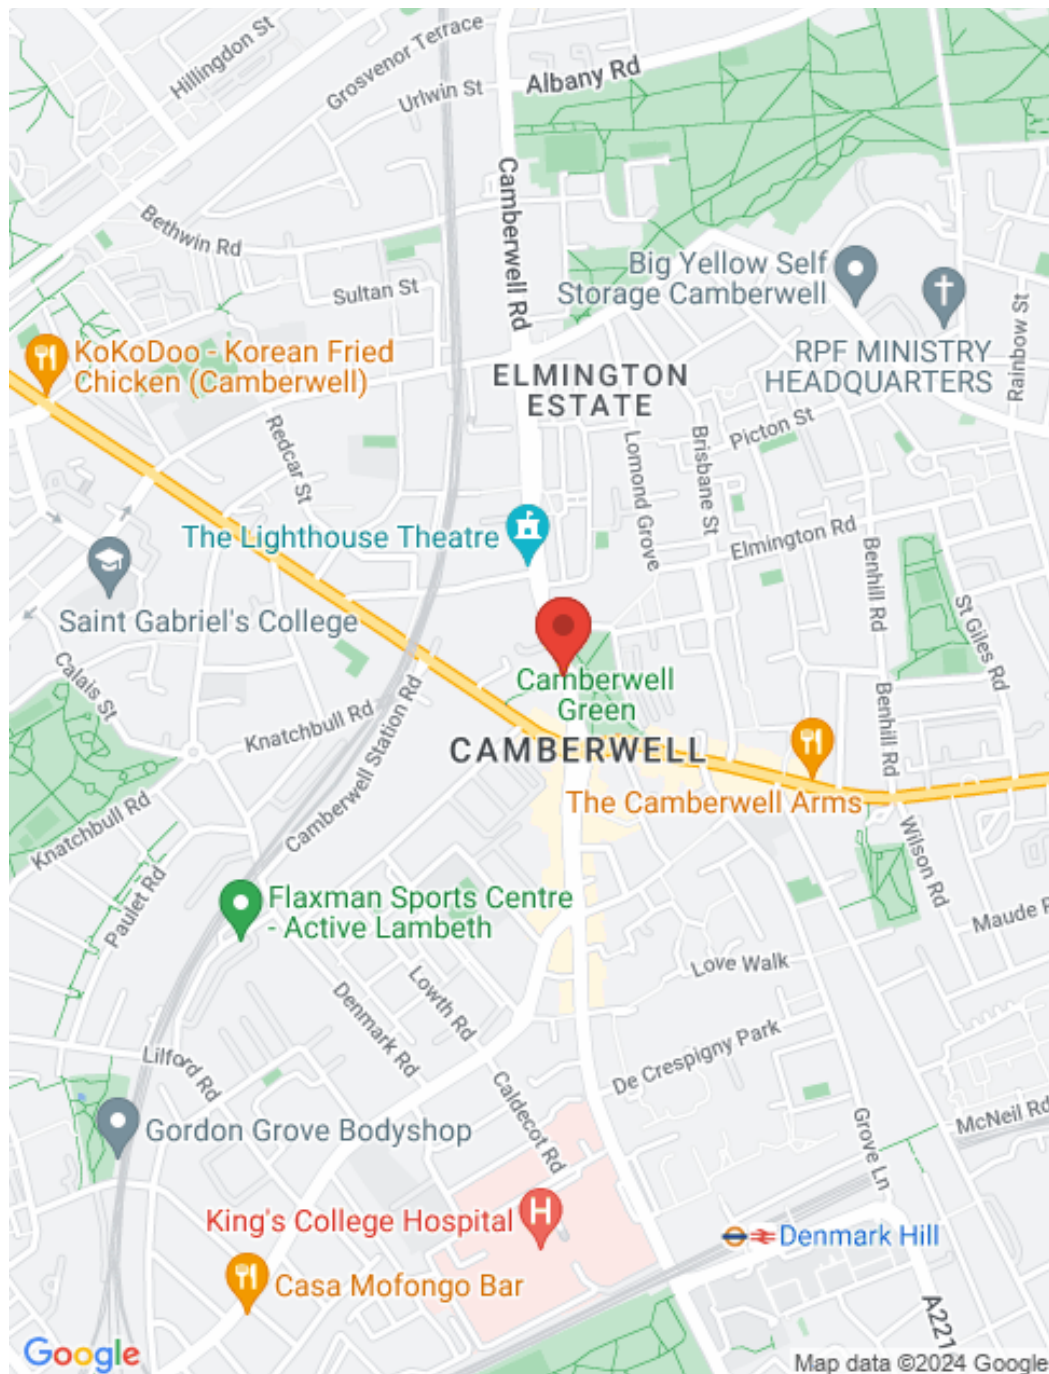 Hillingdon St
Grosvenor Terrace
Urlwin St
Albany Rd
Camberwell Rd
Bethwin Rd
Sultan St
Big Yellow Self
Storage Camberwell
RPF MINISTRY
HEADQUARTERS
Rainbow St
KoKoDoo - Korean Fried
Chicken (Camberwell)
ELMINGTON
ESTATE
Redcar St
Lomond Grove
Brisbane St
Picton St
The Lighthouse Theatre
Elmington Rd
Benhill Rd
St Giles Rd
Saint Gabriel's College
Calais St
Camberwell
Green
Knatchbull Rd
Camberwell Station Rd
CAMBERWELL
Benhill Rd
The Camberwell Arms
Knatchbull Rd
Wilson Rd
Paulet Rd
Flaxman Sports Centre
- Active Lambeth
Maude
Love Walk
Lowth Rd
Denmark Rd
De Crespigny Park
Lilford Rd
Caldecot Rd
Grove Ln
McNeil Rd
Gordon Grove Bodyshop
King's College Hospital
H
Denmark Hill
Casa Mofongo Bar
A221
Google
Map data ©2024 Google